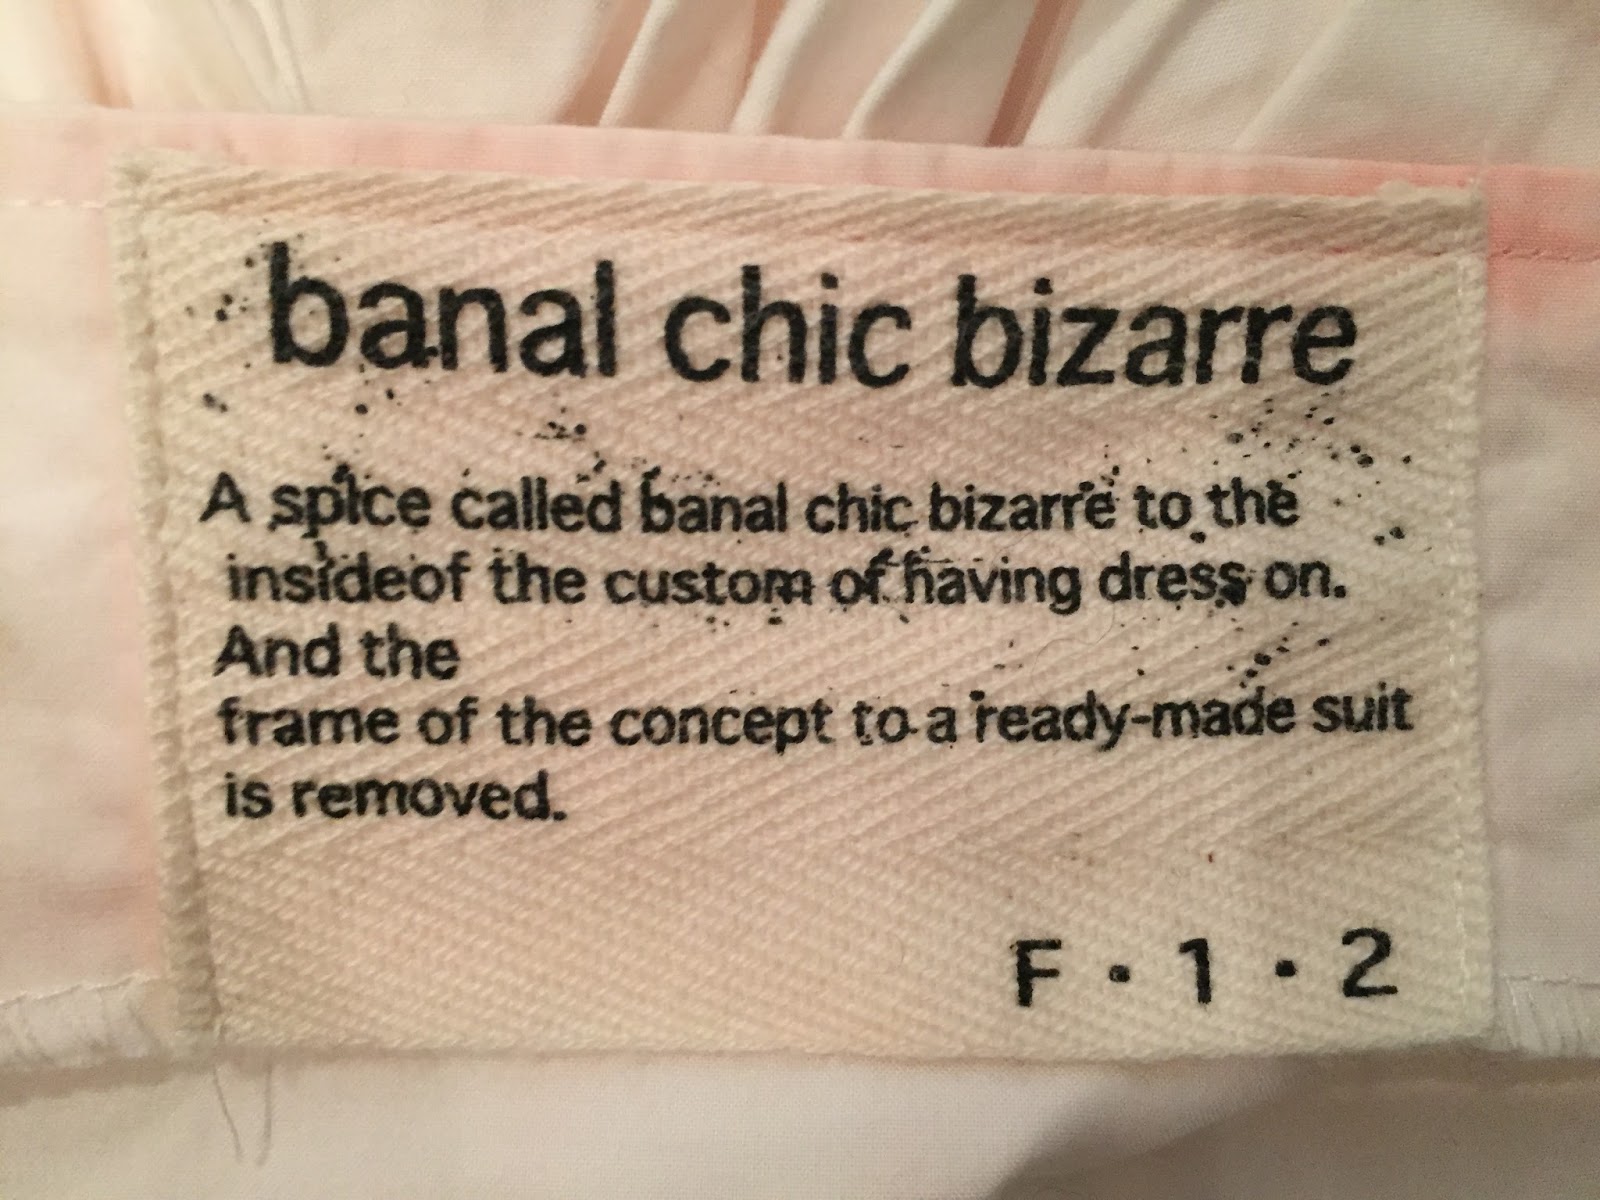 banal chic bizarre
A spice called banal chic bizarre to the
insideof the custom of having dress on.
And the
frame of the concept to a ready-made suit
is removed.
F・1・2